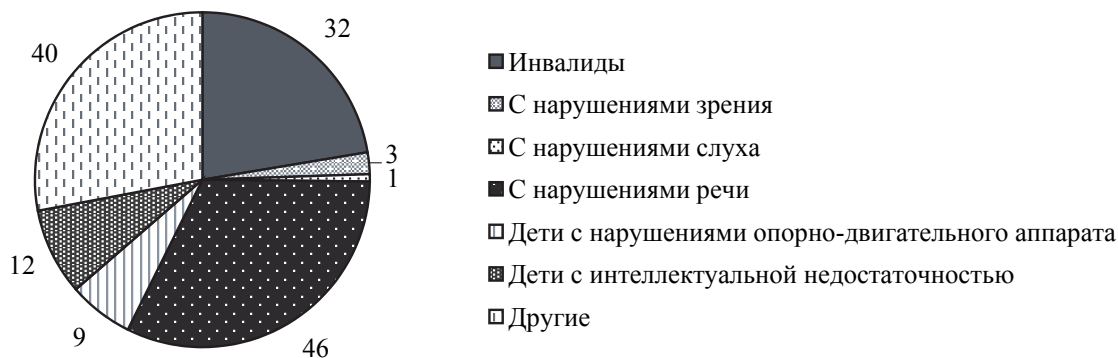 40
32
3
1
12
9
46
Инвалиды
С нарушениями зрения
С нарушениями слуха
С нарушениями речи
Дети с нарушениями опорно-двигательного аппарата
Дети с интеллектуальной недостаточностью
Другие